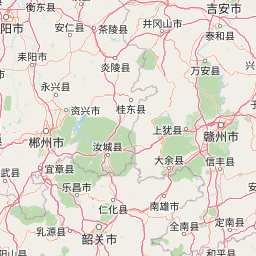 衡东县
吉安市
阳市
安仁县
茶陵县
井冈山市
泰和县
耒阳市
炎陵县
万安县
永兴县
资兴市
桂东县
上犹县
赣州市
郴州市
汝城县
大余县
信丰县
武县
宜章县
乐昌市
仁化县
南雄市
全南县
定南县
乳源县
韶关市
阳山县
和平县